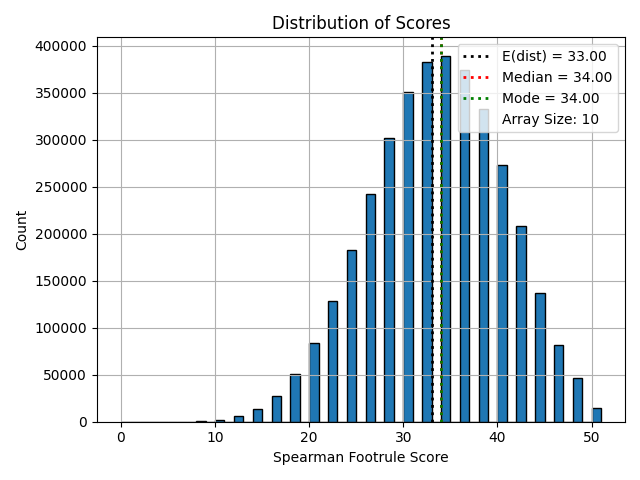 Distribution of Scores
400000
350000
300000
250000
200000
150000
100000
50000
0
Count
E(dist) = 33.00
Median = 34.00
Mode = 34.00
Array Size: 10
0 10 20 30 40 50
Spearman Footrule Score